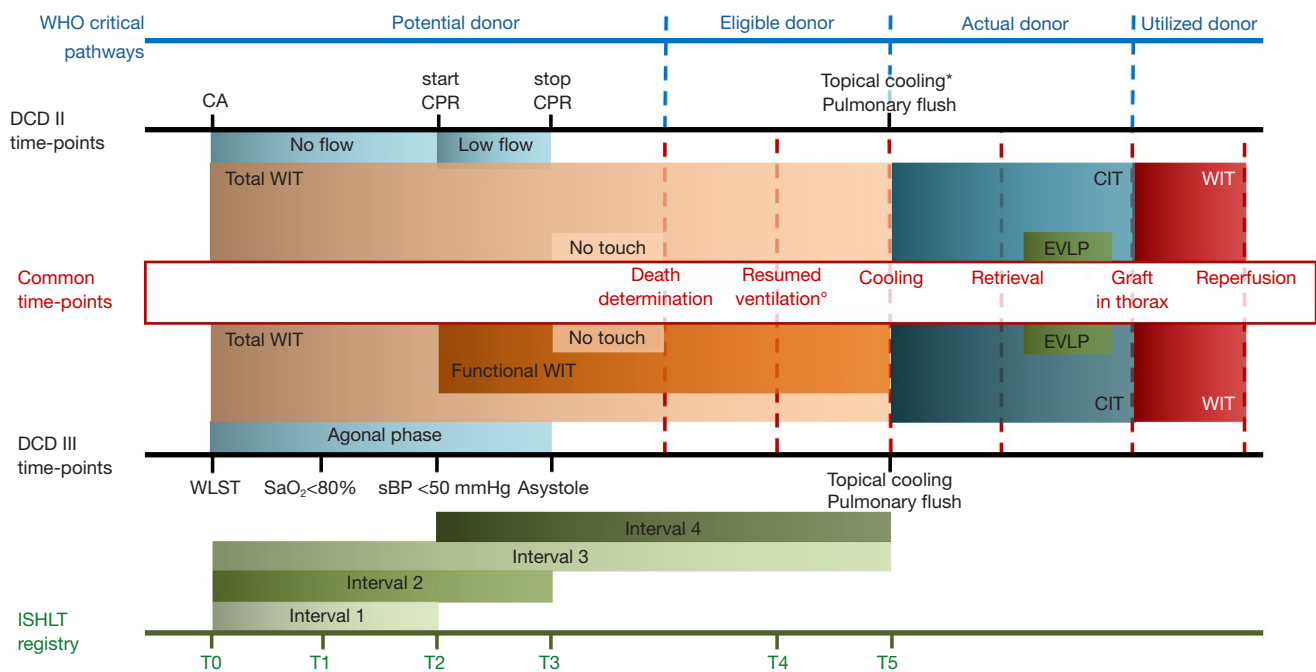 WHO critical pathways
Potential donor
Eligible donor
Actual donor
Utilized donor
DCD II time-points
CA
start CPR
stop CPR
Topical cooling*
Pulmonary flush
No flow
Low flow
Total WIT
CIT
WIT
No touch
EVLP
Common time-points
Death determination
Resumed ventilation°
Cooling
Retrieval
Graft in thorax
Reperfusion
Total WIT
No touch
EVLP
Functional WIT
CIT
WIT
Agonal phase
DCD III time-points
WLST
SaO₂<80%
sBP <50 mmHg
Asystole
Topical cooling
Pulmonary flush
Interval 4
Interval 3
Interval 2
Interval 1
ISHLT registry
T0
T1
T2
T3
T4
T5